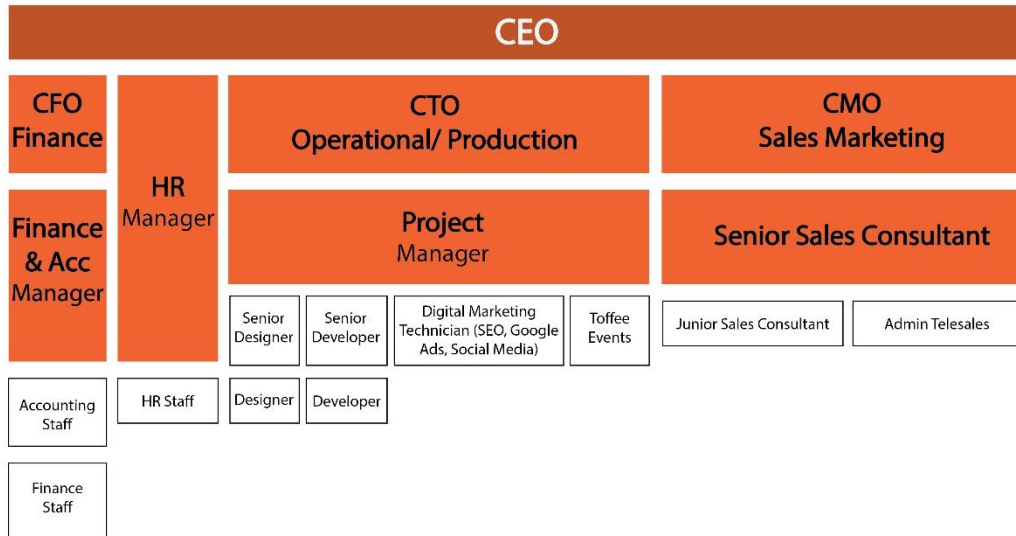 CEO
CFO
Finance
HR
Manager
CTO
Operational/ Production
CMO
Sales Marketing
Finance
& Acc
Manager
Project
Manager
Senior Sales Consultant
Senior
Designer
Senior
Developer
Digital Marketing
Technician (SEO, Google
Ads, Social Media)
Toffee
Events
Junior Sales Consultant
Admin Telesales
Accounting
Staff
HR Staff
Designer
Developer
Finance
Staff